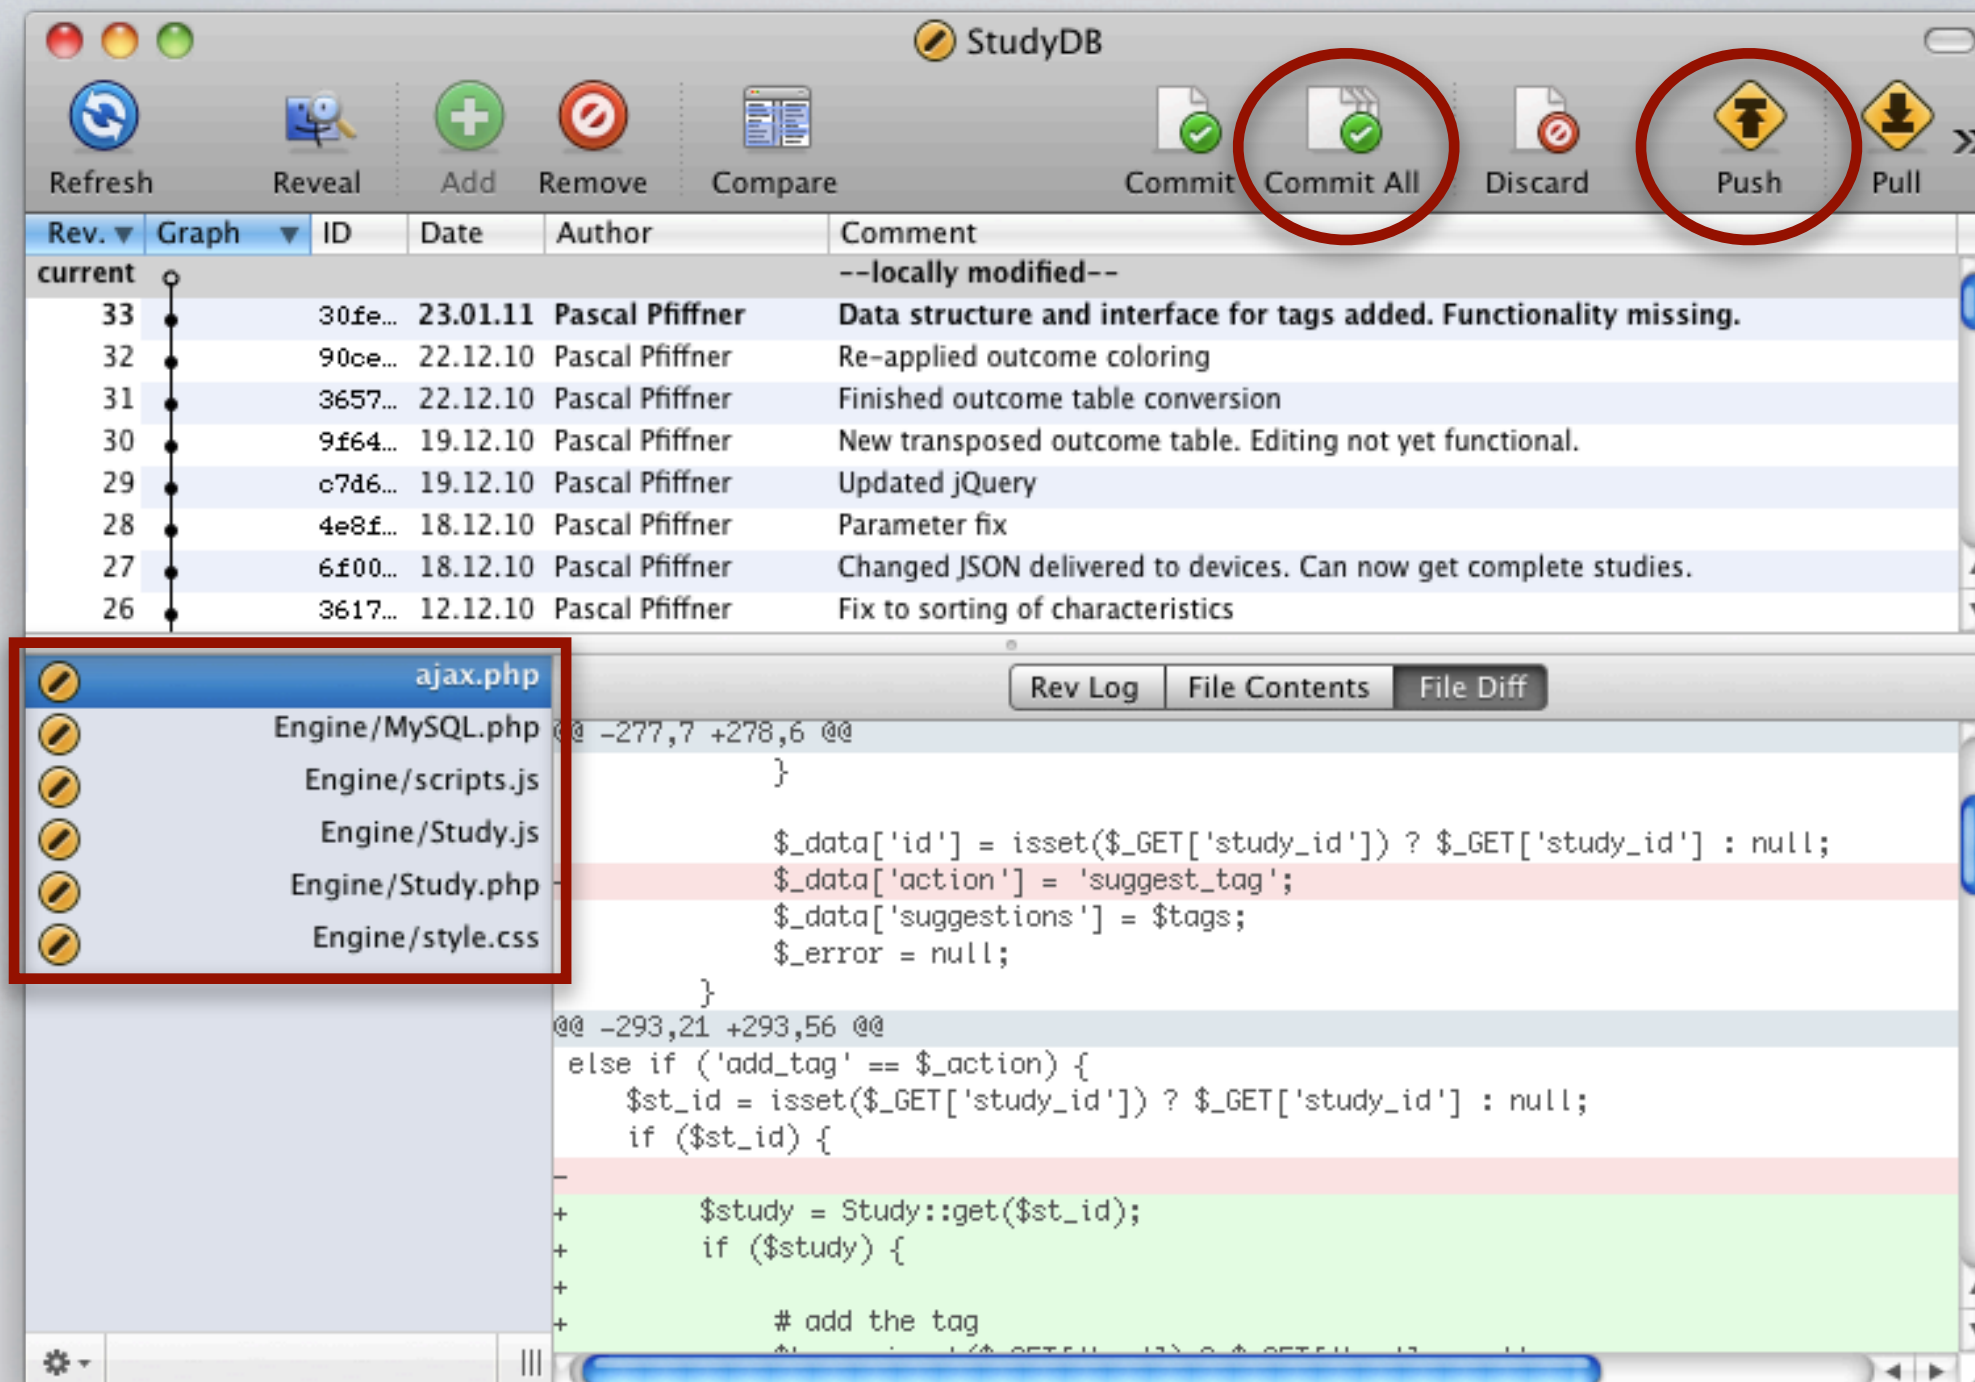 StudyDB
Refresh Reveal Add Remove Compare Commit Commit All Discard Push Pull
Rev. Graph ID Date Author Comment
current --locally modified--
33 30fe… 23.01.11 Pascal Pfiffner Data structure and interface for tags added. Functionality missing.
32 90ce… 22.12.10 Pascal Pfiffner Re-applied outcome coloring
31 3657… 22.12.10 Pascal Pfiffner Finished outcome table conversion
30 9f64… 19.12.10 Pascal Pfiffner New transposed outcome table. Editing not yet functional.
29 c7d6… 19.12.10 Pascal Pfiffner Updated jQuery
28 4e8f… 18.12.10 Pascal Pfiffner Parameter fix
27 6f00… 18.12.10 Pascal Pfiffner Changed JSON delivered to devices. Can now get complete studies.
26 3617… 12.12.10 Pascal Pfiffner Fix to sorting of characteristics
ajax.php
Engine/MySQL.php
Engine/scripts.js
Engine/Study.js
Engine/Study.php
Engine/style.css
Rev Log File Contents File Diff
@@ -277,7 +278,6 @@
}
$_data['id'] = isset($_GET['study_id']) ? $_GET['study_id'] : null;
- $_data['action'] = 'suggest_tag';
$_data['suggestions'] = $tags;
$_error = null;
}
@@ -293,21 +293,56 @@
else if ('add_tag' == $_action) {
$st_id = isset($_GET['study_id']) ? $_GET['study_id'] : null;
if ($st_id) {
-
+ $study = Study::get($st_id);
+ if ($study) {
+
+ # add the tag